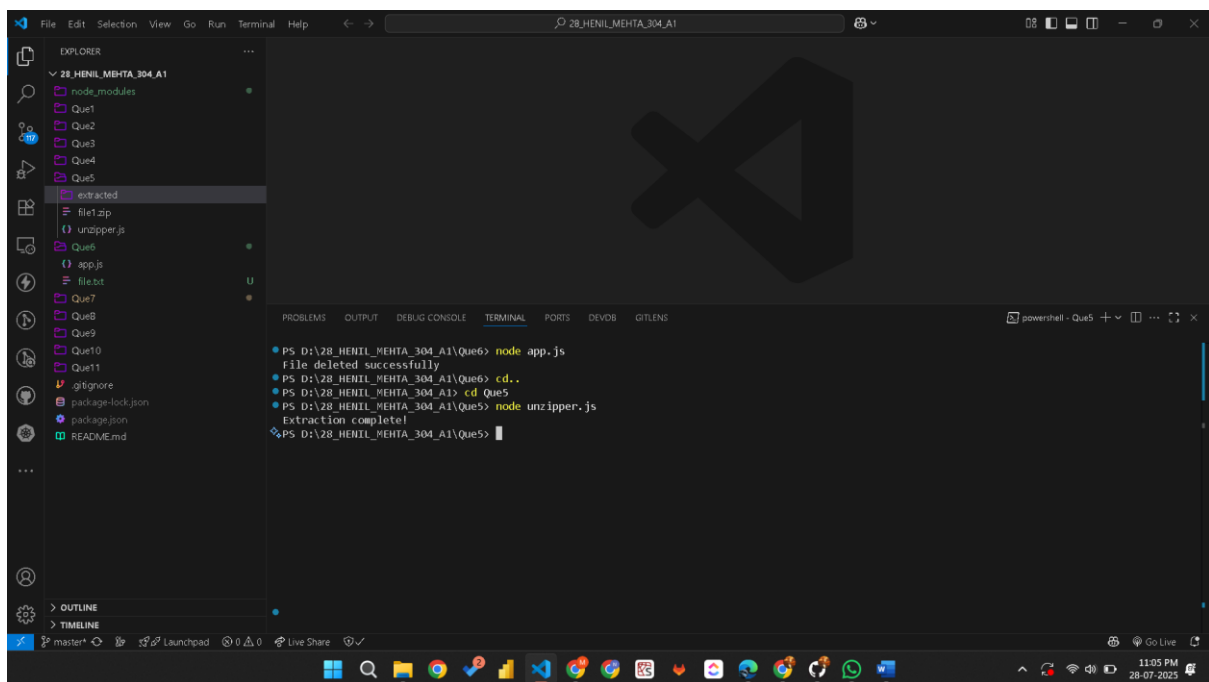 File Edit Selection View Go Run Terminal Help
28_HENIL_MEHTA_304_A1
EXPLORER
28_HENIL_MEHTA_304_A1
node_modules
Que1
Que2
Que3
Que4
Que5
extracted
file1.zip
unzipper.js
Que6
app.js
file.txt U
Que7
Que8
Que9
Que10
Que11
.gitignore
package-lock.json
package.json
README.md
117
PROBLEMS OUTPUT DEBUG CONSOLE TERMINAL PORTS DEVDB GITLENS
powershell - Que5
PS D:\28_HENIL_MEHTA_304_A1\Que6> node app.js
File deleted successfully
PS D:\28_HENIL_MEHTA_304_A1\Que6> cd..
PS D:\28_HENIL_MEHTA_304_A1> cd Que5
PS D:\28_HENIL_MEHTA_304_A1\Que5> node unzipper.js
Extraction complete!
PS D:\28_HENIL_MEHTA_304_A1\Que5>
OUTLINE
TIMELINE
master* Launchpad 0 0 Live Share
Go Live
2
11:05 PM
28-07-2025